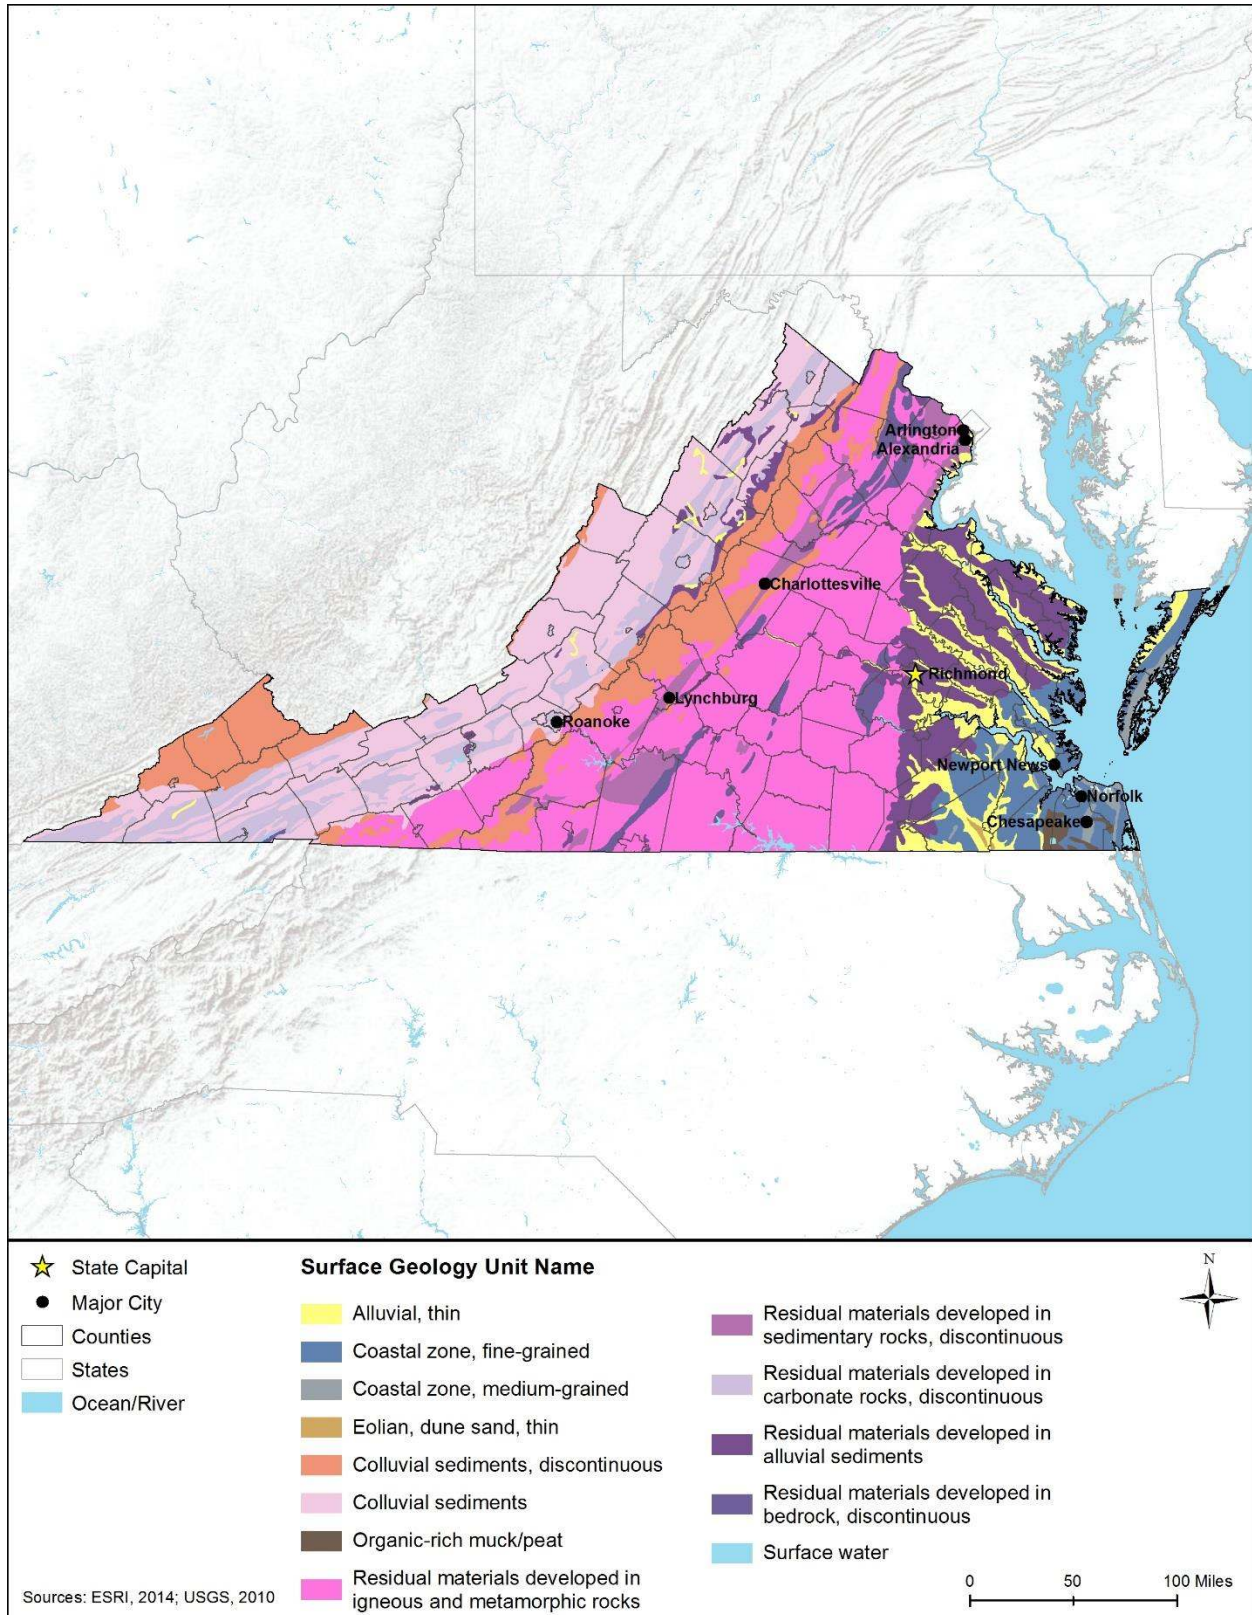 Arlington
Alexandria
Charlottesville
Richmond
Lynchburg
Roanoke
Newport News
Norfolk
Chesapeake
State Capital
Major City
Counties
States
Ocean/River
Sources: ESRI, 2014; USGS, 2010
Surface Geology Unit Name
Alluvial, thin
Coastal zone, fine-grained
Coastal zone, medium-grained
Eolian, dune sand, thin
Colluvial sediments, discontinuous
Colluvial sediments
Organic-rich muck/peat
Residual materials developed in
igneous and metamorphic rocks
Residual materials developed in
sedimentary rocks, discontinuous
Residual materials developed in
carbonate rocks, discontinuous
Residual materials developed in
alluvial sediments
Residual materials developed in
bedrock, discontinuous
Surface water
N
0 50 100 Miles